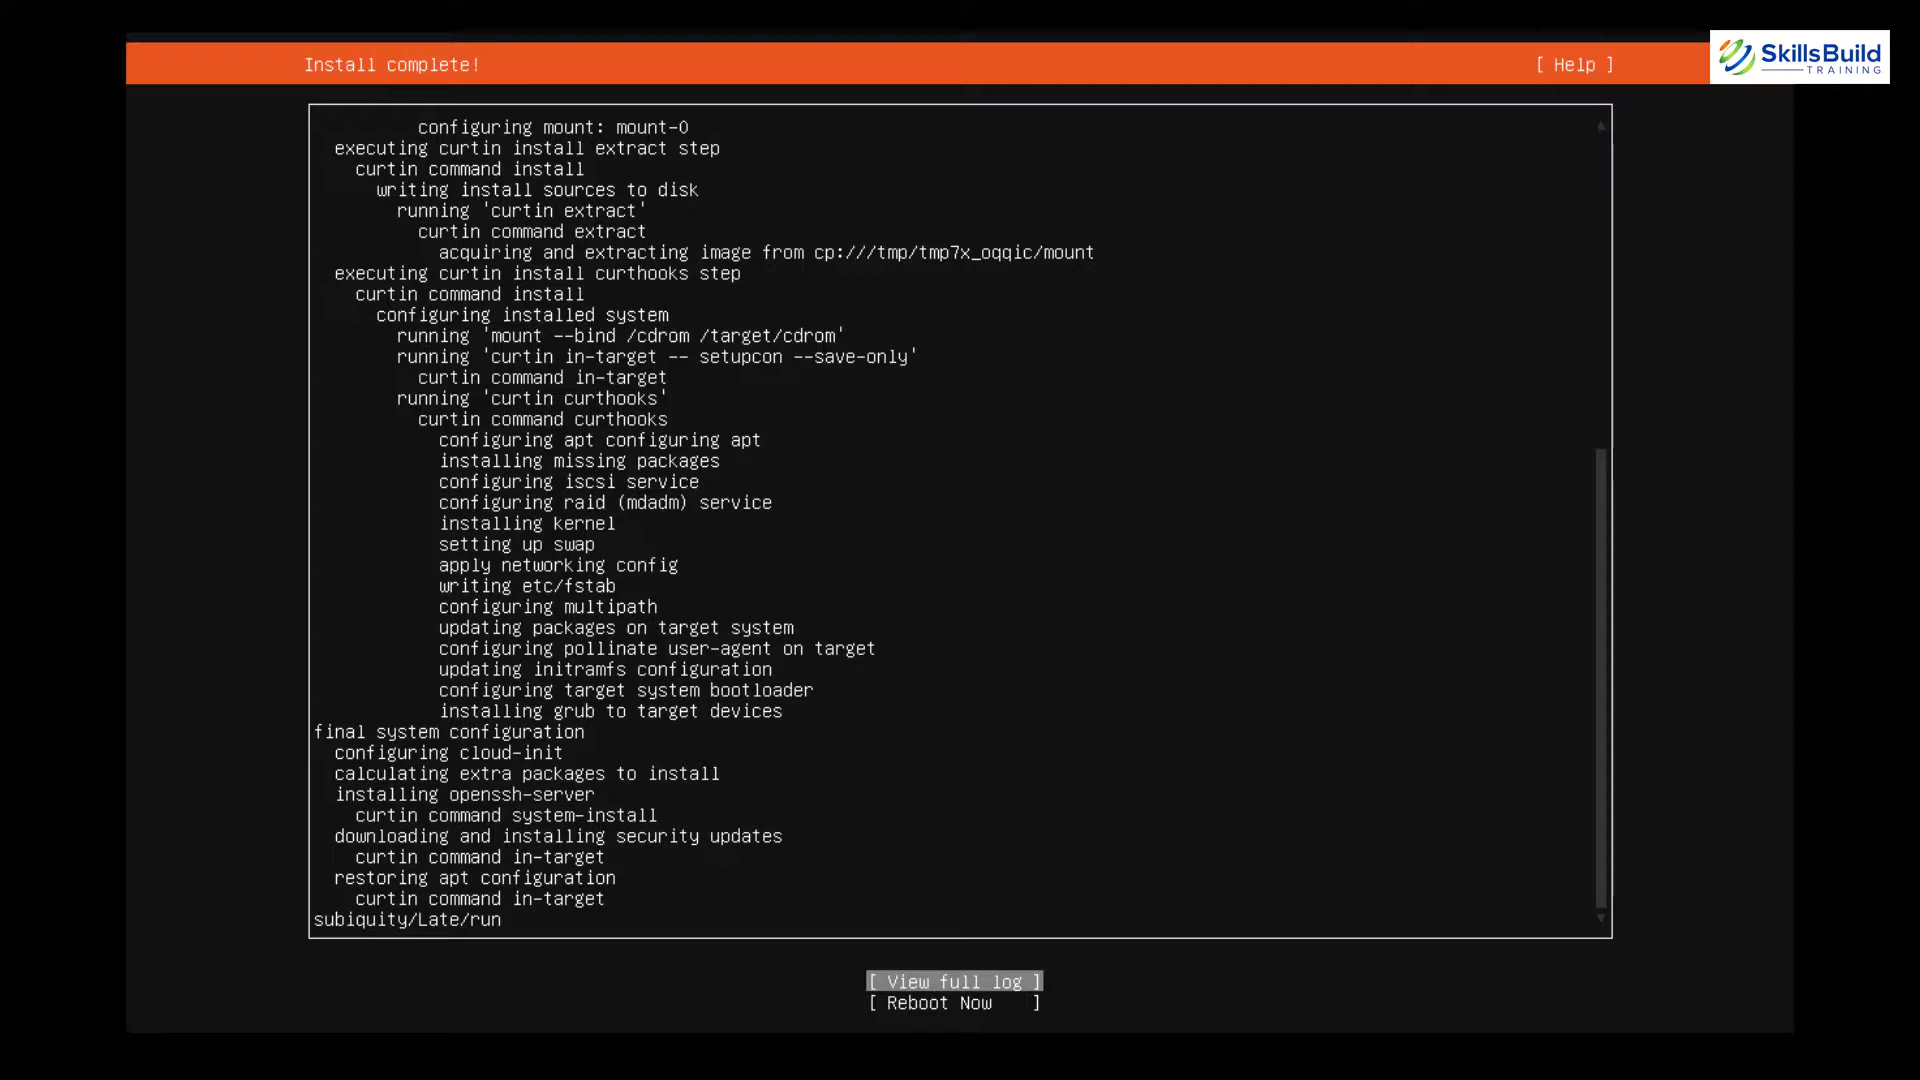 Install complete!
[ Help ]
SkillsBuild
TRAINING
configuring mount: mount-0
executing curtin install extract step
curtin command install
writing install sources to disk
running 'curtin extract'
curtin command extract
acquiring and extracting image from cp:///tmp/tmp7x_oqqic/mount
executing curtin install curthooks step
curtin command install
configuring installed system
running 'mount --bind /cdrom /target/cdrom'
running 'curtin in-target -- setupcon --save-only'
curtin command in-target
running 'curtin curthooks'
curtin command curthooks
configuring apt configuring apt
installing missing packages
configuring iscsi service
configuring raid (mdadm) service
installing kernel
setting up swap
apply networking config
writing etc/fstab
configuring multipath
updating packages on target system
configuring pollinate user-agent on target
updating initramfs configuration
configuring target system bootloader
installing grub to target devices
final system configuration
configuring cloud-init
calculating extra packages to install
installing openssh-server
curtin command system-install
downloading and installing security updates
curtin command in-target
restoring apt configuration
curtin command in-target
subiquity/Late/run
[ View full log ]
[ Reboot Now ]